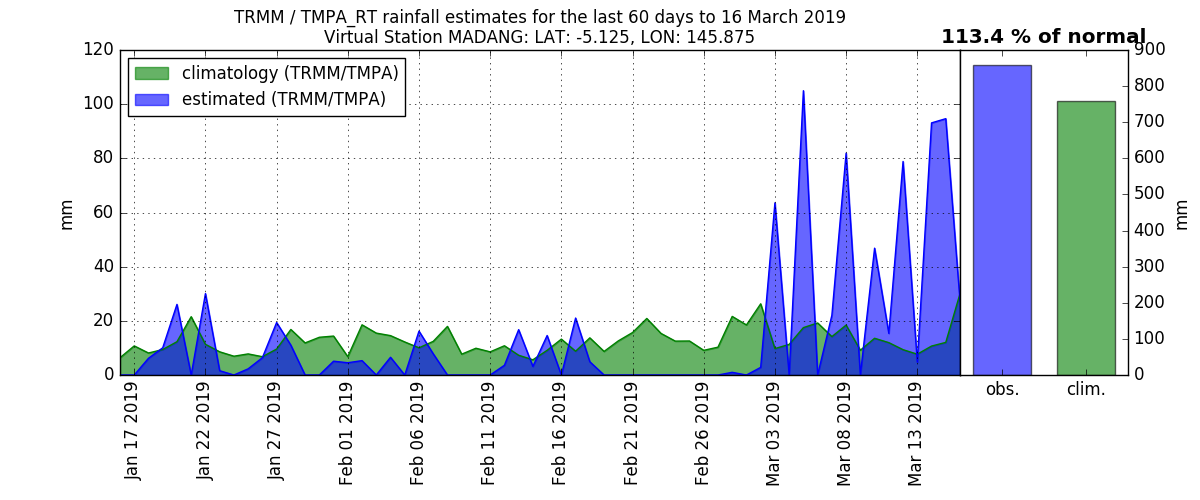 TRMM / TMPA_RT rainfall estimates for the last 60 days to 16 March 2019
Virtual Station MADANG: LAT: -5.125, LON: 145.875
113.4 % of normal
climatology (TRMM/TMPA)
estimated (TRMM/TMPA)
120
100
80
60
40
20
0
mm
900
800
700
600
500
400
300
200
100
0
mm
Jan 17 2019
Jan 22 2019
Jan 27 2019
Feb 01 2019
Feb 06 2019
Feb 11 2019
Feb 16 2019
Feb 21 2019
Feb 26 2019
Mar 03 2019
Mar 08 2019
Mar 13 2019
obs.
clim.